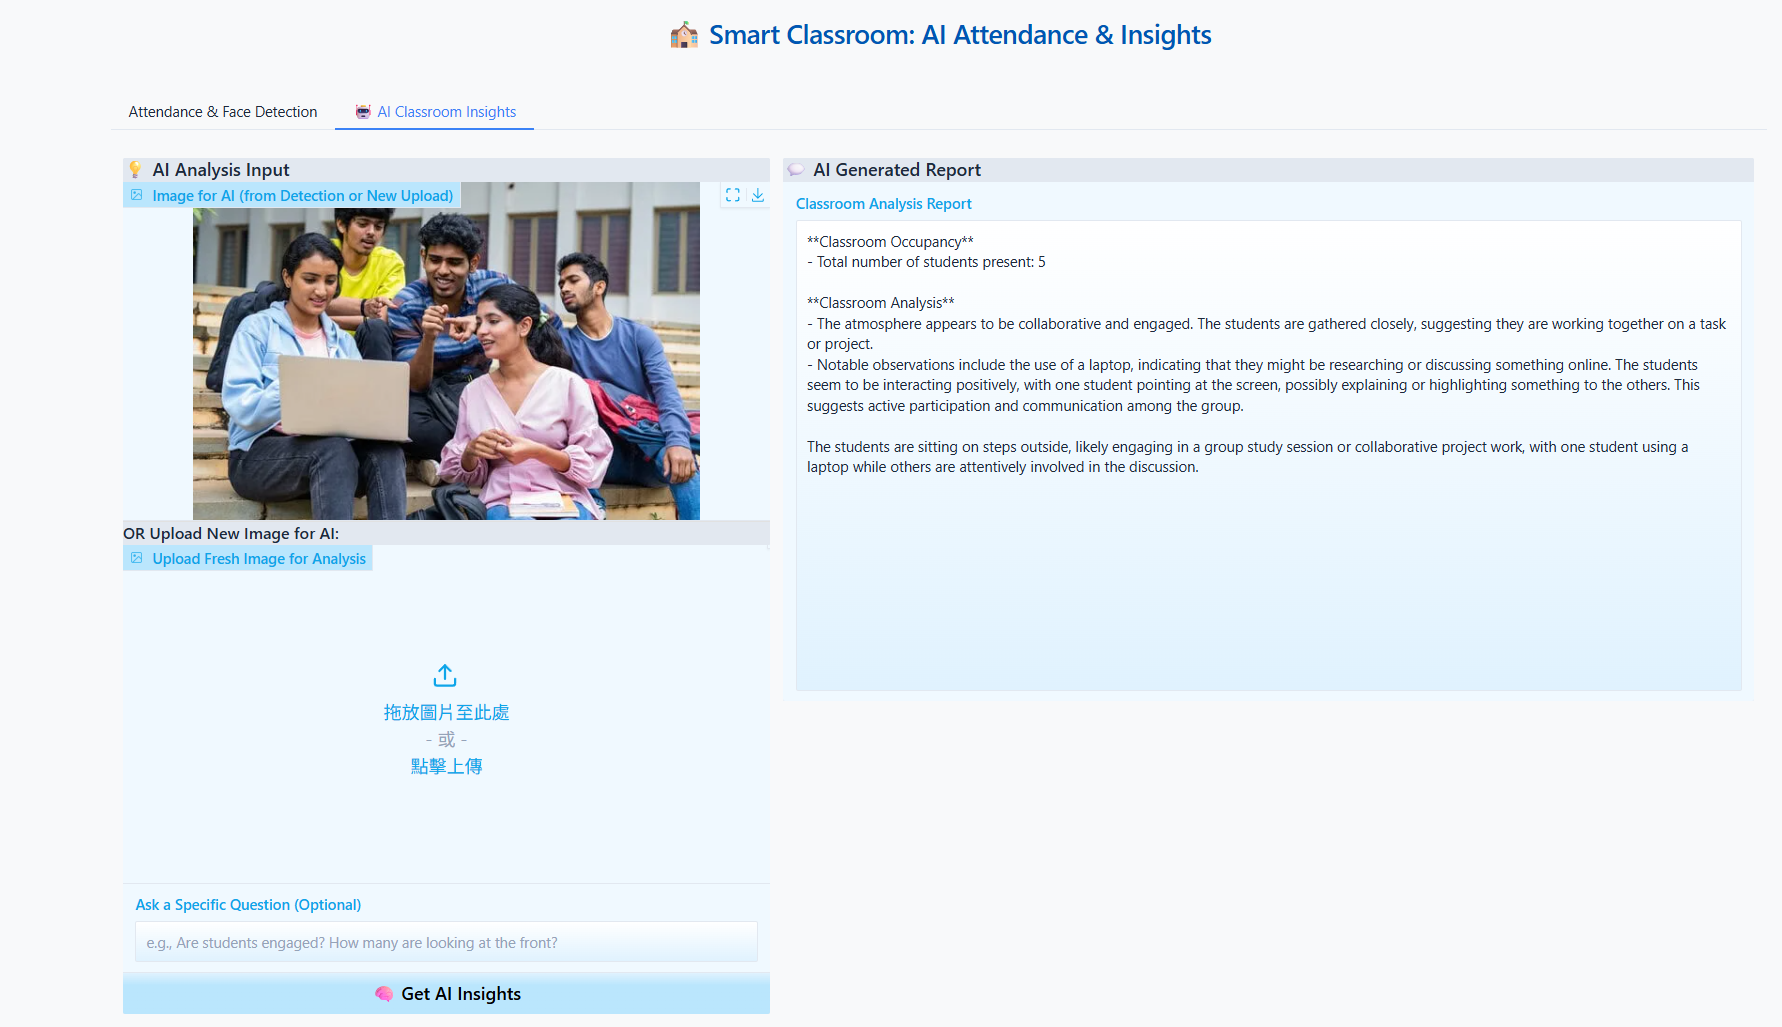 Smart Classroom: AI Attendance & Insights
Attendance & Face Detection
AI Classroom Insights
AI Analysis Input
Image for AI (from Detection or New Upload)
OR Upload New Image for AI:
Upload Fresh Image for Analysis
拖放圖片至此處
- 或 -
點擊上傳
Ask a Specific Question (Optional)
e.g., Are students engaged? How many are looking at the front?
Get AI Insights
AI Generated Report
Classroom Analysis Report
**Classroom Occupancy**
- Total number of students present: 5
**Classroom Analysis**
- The atmosphere appears to be collaborative and engaged. The students are gathered closely, suggesting they are working together on a task
or project.
- Notable observations include the use of a laptop, indicating that they might be researching or discussing something online. The students
seem to be interacting positively, with one student pointing at the screen, possibly explaining or highlighting something to the others. This
suggests active participation and communication among the group.
The students are sitting on steps outside, likely engaging in a group study session or collaborative project work, with one student using a
laptop while others are attentively involved in the discussion.